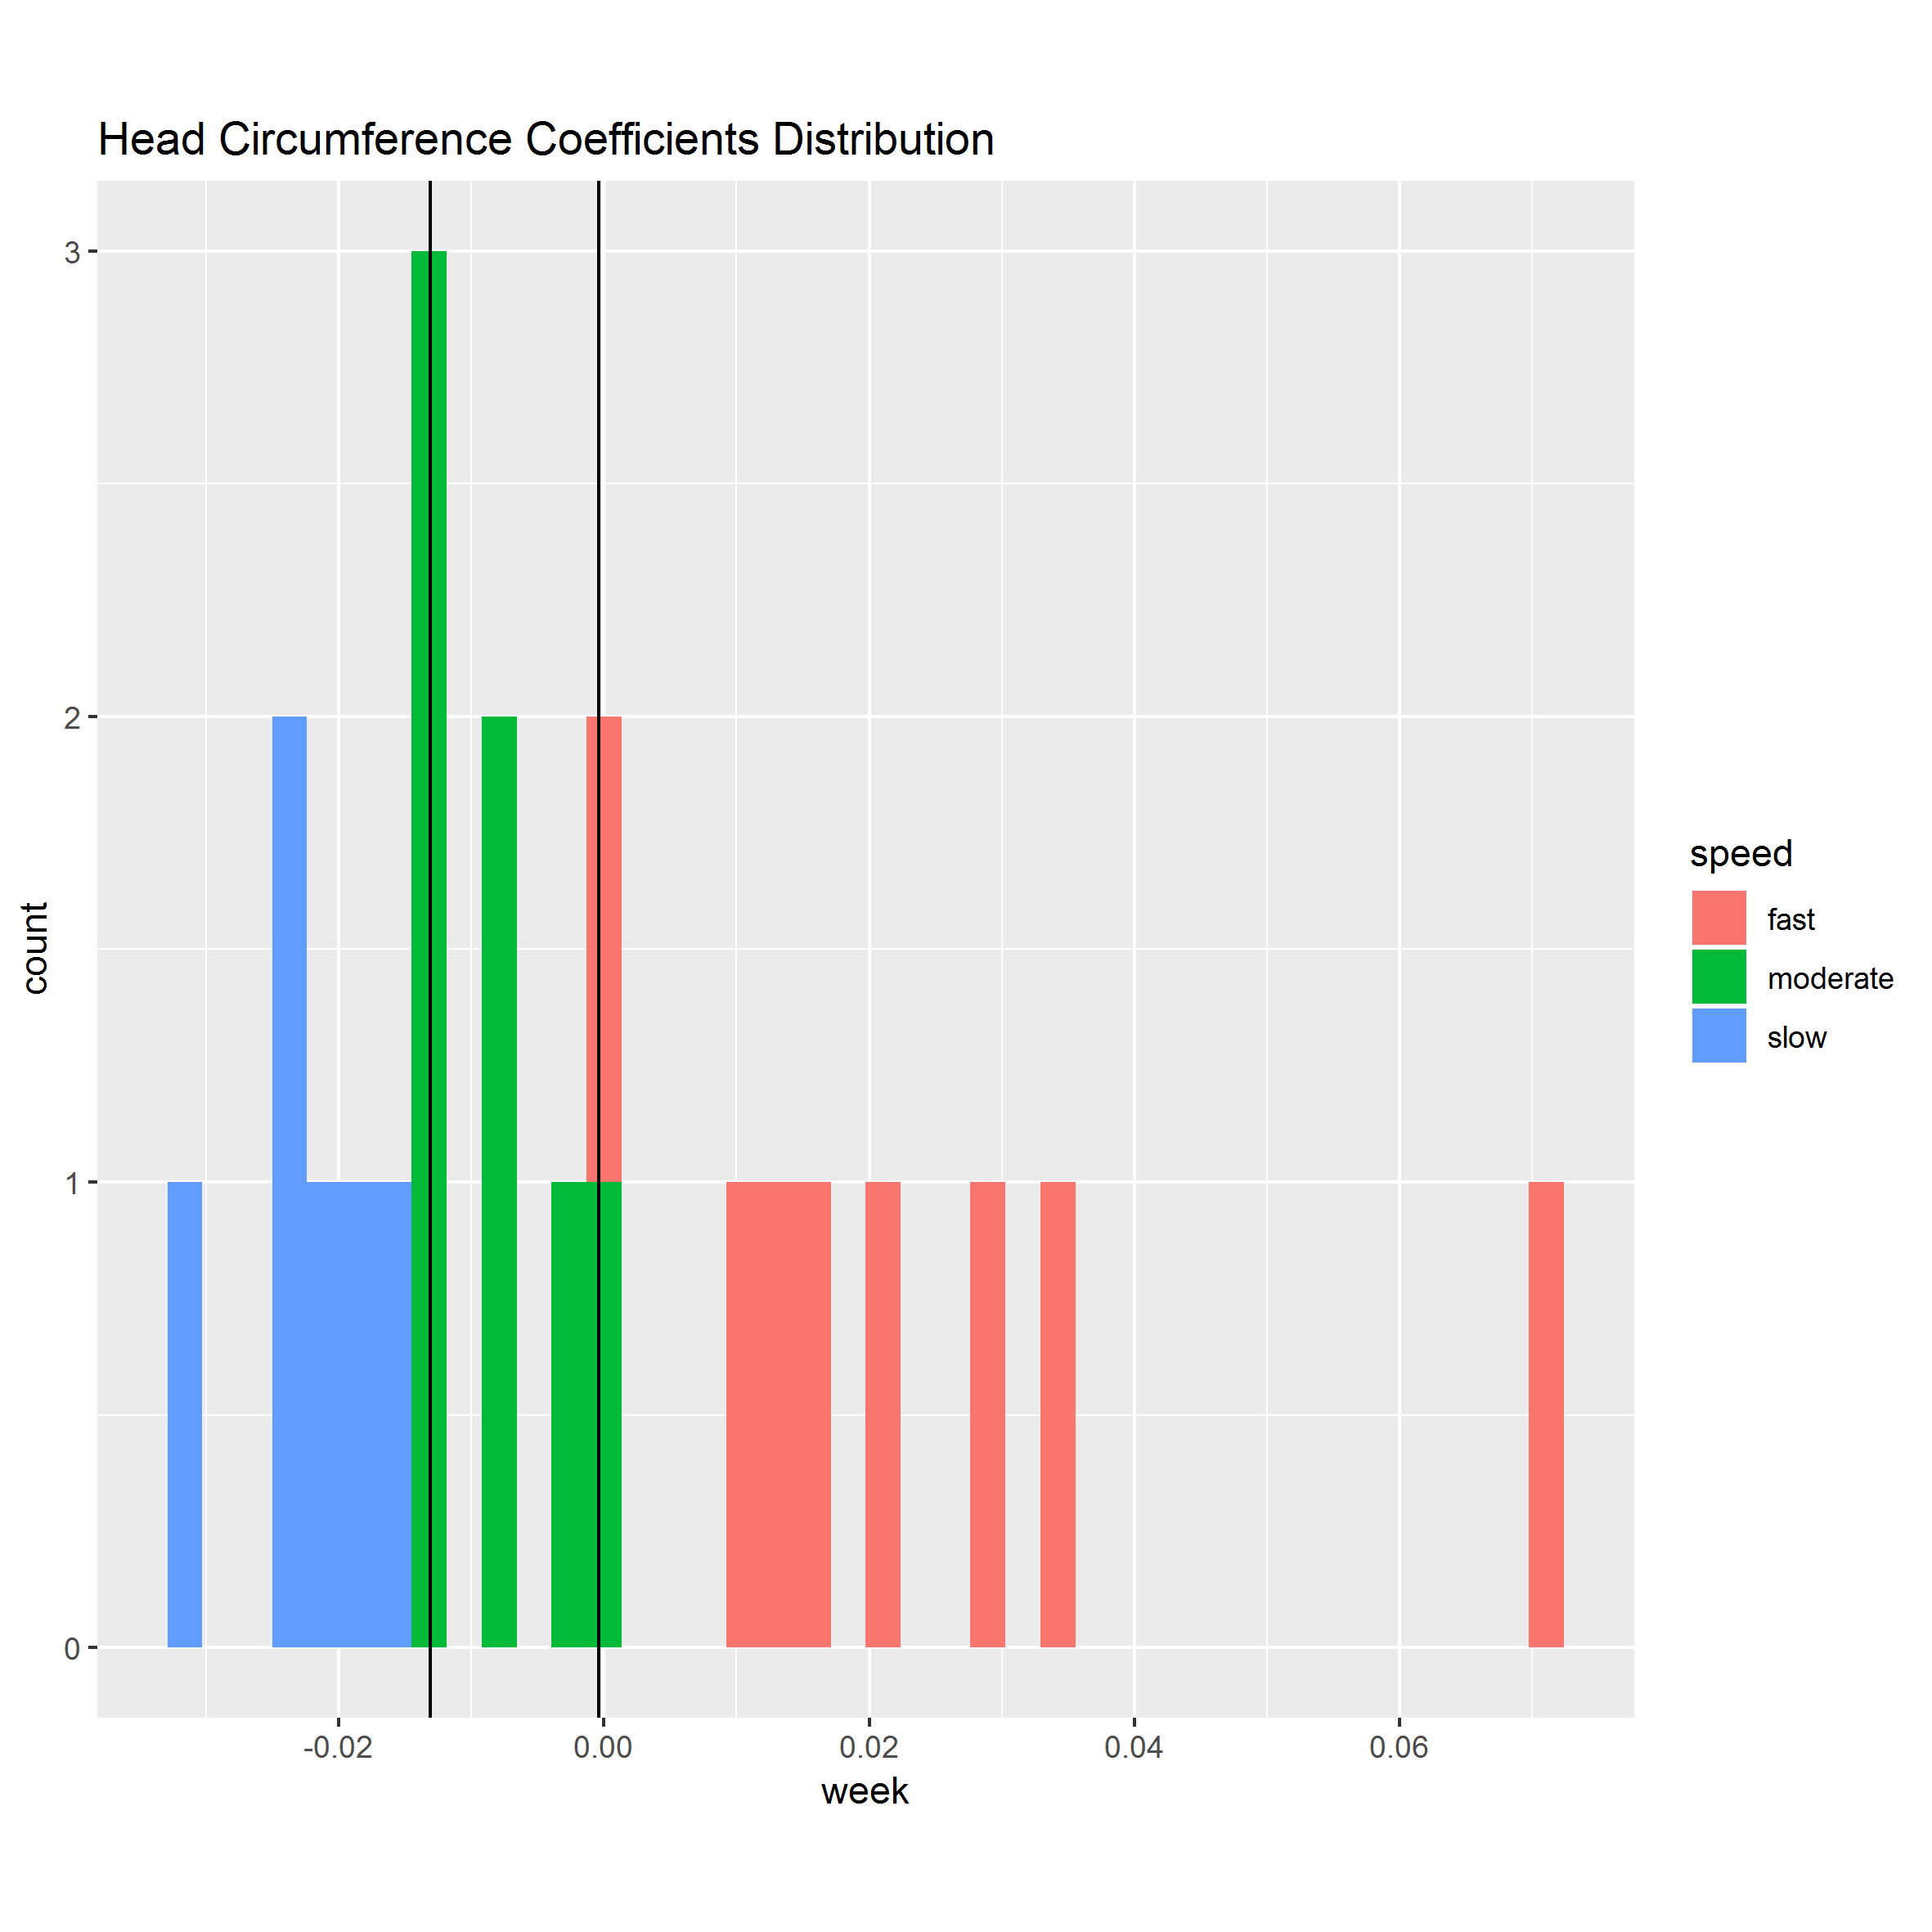 Head Circumference Coefficients Distribution
3
2
1
0
count
-0.02
0.00
0.02
0.04
0.06
week
speed
fast
moderate
slow